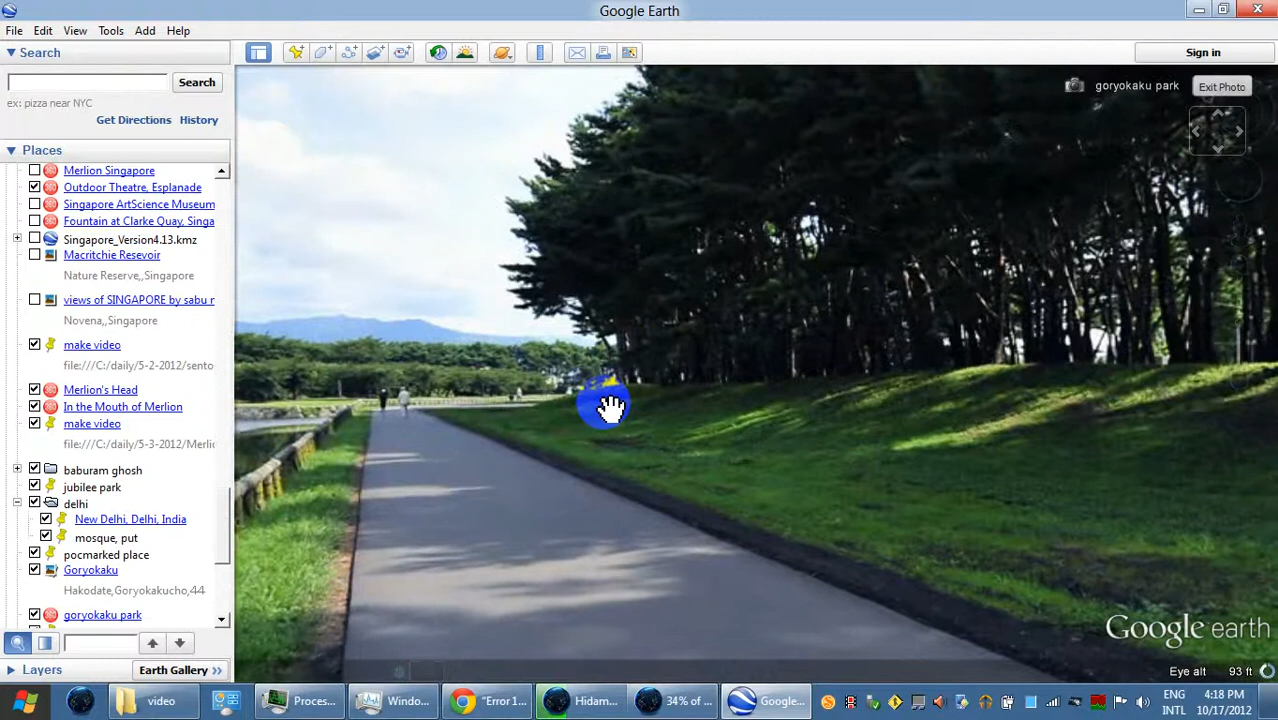 Google Earth
File Edit View Tools Add Help
Search
Sign in
Search
ex: pizza near NYC
Get Directions History
Places
Merlion Singapore
Outdoor Theatre, Esplanade
Singapore ArtScience Museum
Fountain at Clarke Quay, Singa
Singapore_Version4.13.kmz
Macritchie Resevoir
Nature Reserve,,Singapore
views of SINGAPORE by sabu r
Novena,,Singapore
make video
file:///C:/daily/5-2-2012/sento
Merlion's Head
In the Mouth of Merlion
make video
file:///C:/daily/5-3-2012/Merlic
baburam ghosh
jubilee park
delhi
New Delhi, Delhi, India
mosque, put
pocmarked place
Goryokaku
Hakodate,Goryokakucho,44
goryokaku park
Layers
Earth Gallery >>
goryokaku park
Exit Photo
Google earth
Eye alt 93 ft
video
Proces...
Windo...
"Error 1...
Hidam...
34% of ...
Google...
ENG
INTL
4:18 PM
10/17/2012